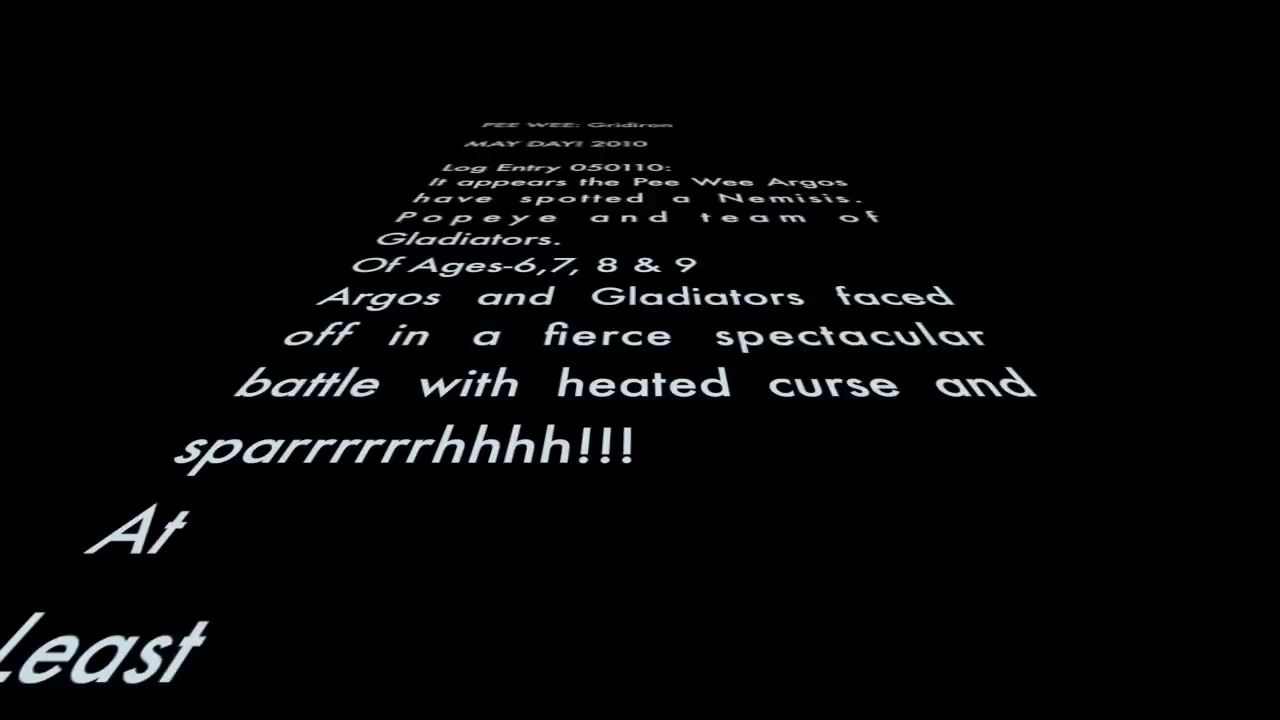 PEE WEE: Gridiron
MAY DAY! 2010
Log Entry 050110:
It appears the Pee Wee Argos
have spotted a Nemisis.
Popeye and team of
Gladiators.
Of Ages-6,7, 8 & 9
Argos and Gladiators faced
off in a fierce spectacular
battle with heated curse and
sparrrrrrrhhhh!!!
At
Least